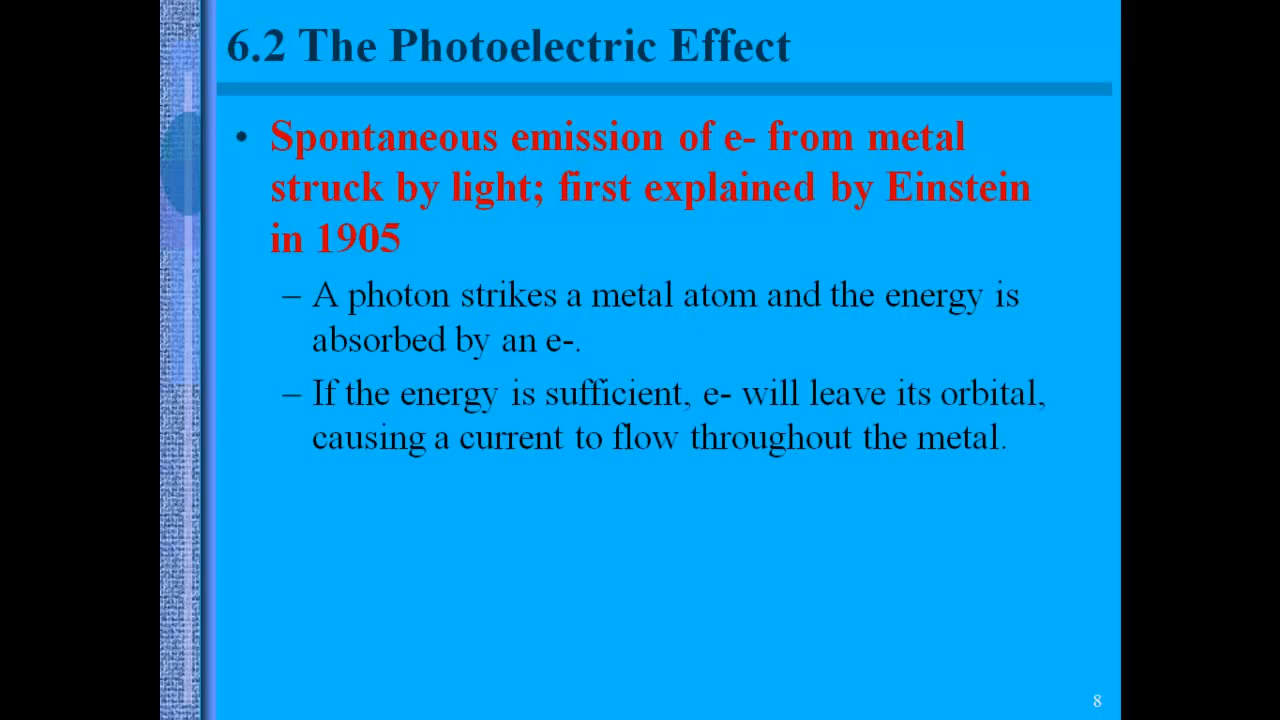 6.2 The Photoelectric Effect
• Spontaneous emission of e- from metal
struck by light; first explained by Einstein
in 1905
– A photon strikes a metal atom and the energy is
absorbed by an e-.
– If the energy is sufficient, e- will leave its orbital,
causing a current to flow throughout the metal.
8